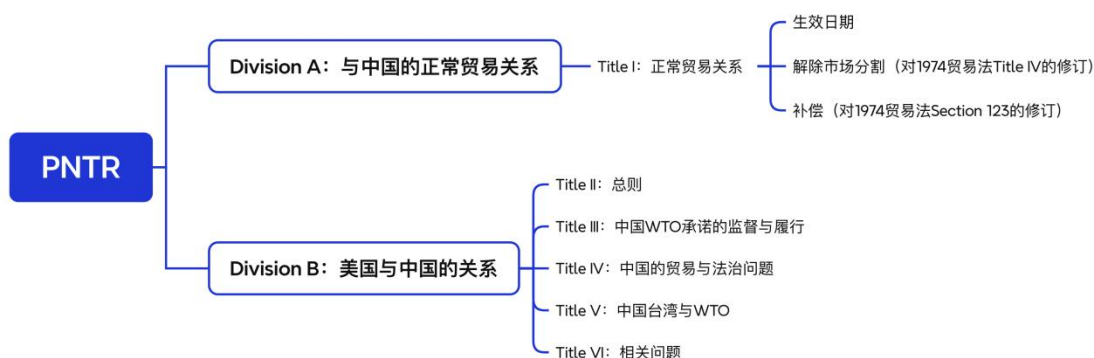 PNTR
Division A：与中国的正常贸易关系
Title I：正常贸易关系
生效日期
解除市场分割（对1974贸易法Title IV的修订）
补偿（对1974贸易法Section 123的修订）
Division B：美国与中国的关系
Title II：总则
Title III：中国WTO承诺的监督与履行
Title IV：中国的贸易与法治问题
Title V：中国台湾与WTO
Title VI：相关问题